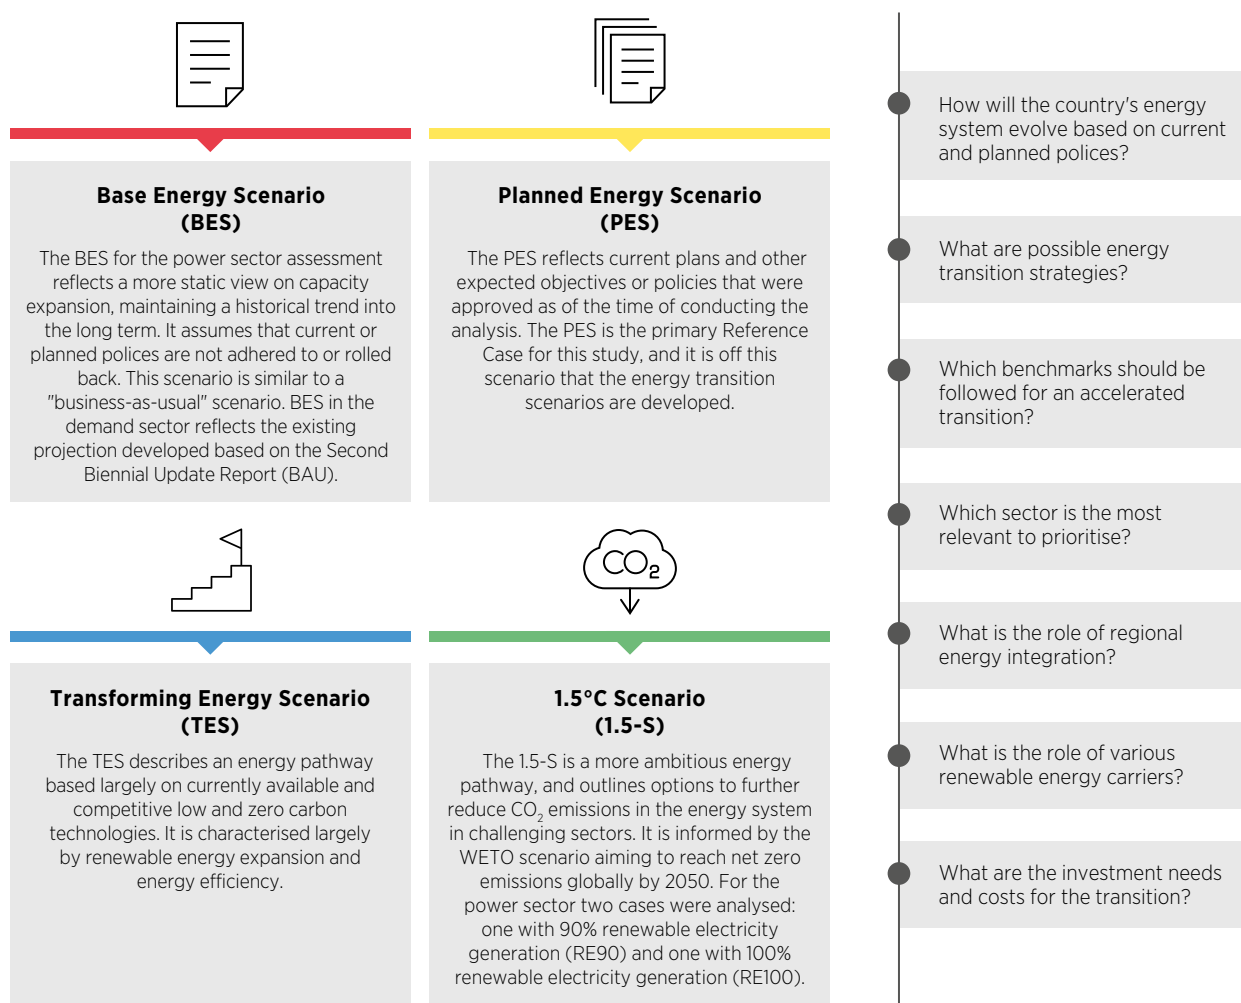 Base Energy Scenario
(BES)
The BES for the power sector assessment
reflects a more static view on capacity
expansion, maintaining a historical trend into
the long term. It assumes that current or
planned polices are not adhered to or rolled
back. This scenario is similar to a
"business-as-usual" scenario. BES in the
demand sector reflects the existing
projection developed based on the Second
Biennial Update Report (BAU).
Planned Energy Scenario
(PES)
The PES reflects current plans and other
expected objectives or policies that were
approved as of the time of conducting the
analysis. The PES is the primary Reference
Case for this study, and it is off this
scenario that the energy transition
scenarios are developed.
Transforming Energy Scenario
(TES)
The TES describes an energy pathway
based largely on currently available and
competitive low and zero carbon
technologies. It is characterised largely
by renewable energy expansion and
energy efficiency.
CO2
1.5°C Scenario
(1.5-S)
The 1.5-S is a more ambitious energy
pathway, and outlines options to further
reduce CO2 emissions in the energy system
in challenging sectors. It is informed by the
WETO scenario aiming to reach net zero
emissions globally by 2050. For the
power sector two cases were analysed:
one with 90% renewable electricity
generation (RE90) and one with 100%
renewable electricity generation (RE100).
How will the country's energy
system evolve based on current
and planned polices?
What are possible energy
transition strategies?
Which benchmarks should be
followed for an accelerated
transition?
Which sector is the most
relevant to prioritise?
What is the role of regional
energy integration?
What is the role of various
renewable energy carriers?
What are the investment needs
and costs for the transition?